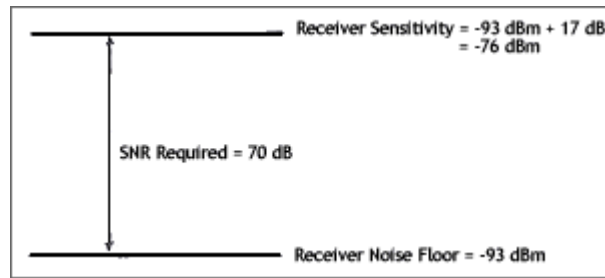 Receiver Sensitivity = -93 dBm + 17 dB
= -76 dBm
SNR Required = 70 dB
Receiver Noise Floor = -93 dBm